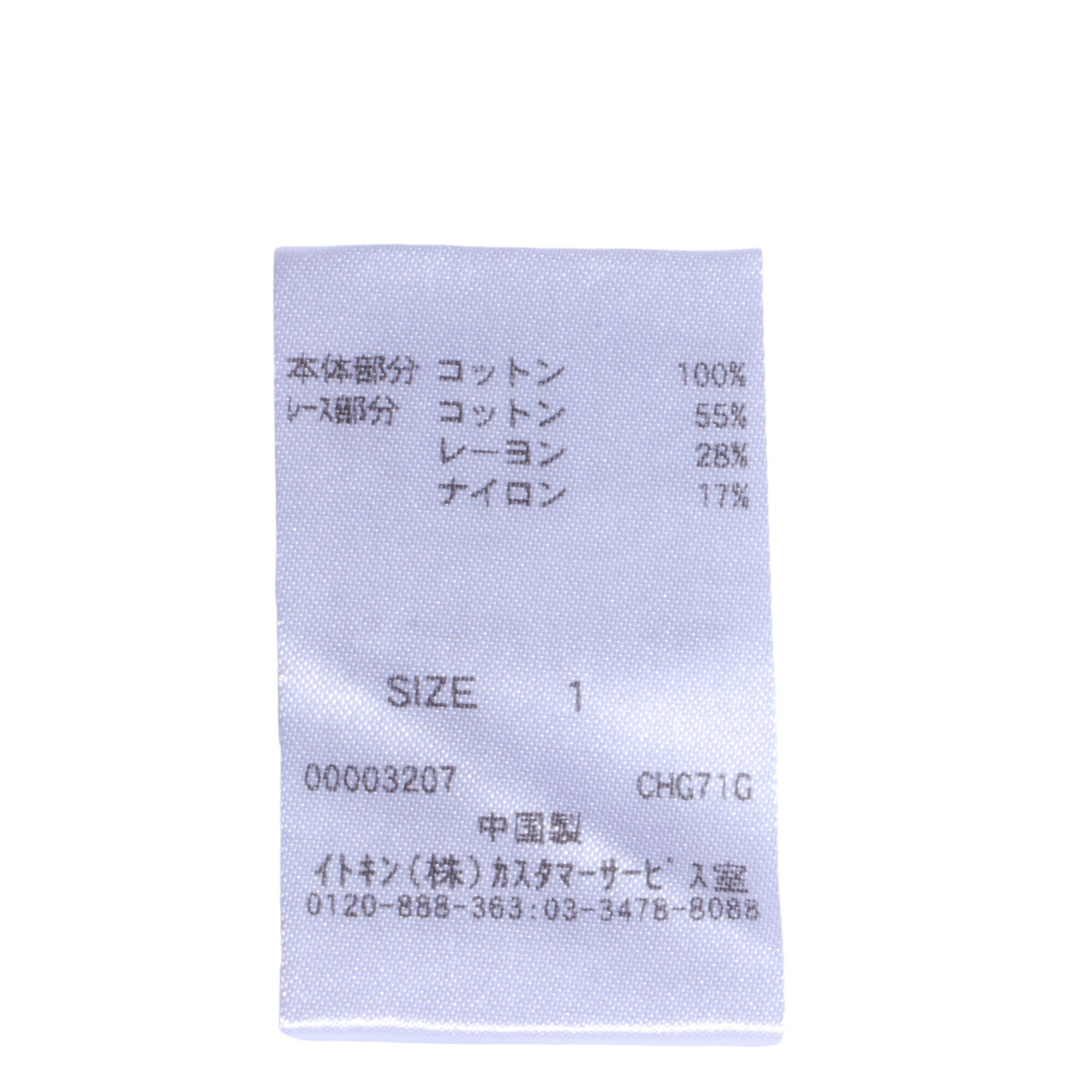 本体部分 コットン 100%
レース部分 コットン 55%
レーヨン 28%
ナイロン 17%
SIZE 1
00003207 CHG71G
中国製
イトキン(株)カスタマーサービス室
0120-888-363:03-3478-8088